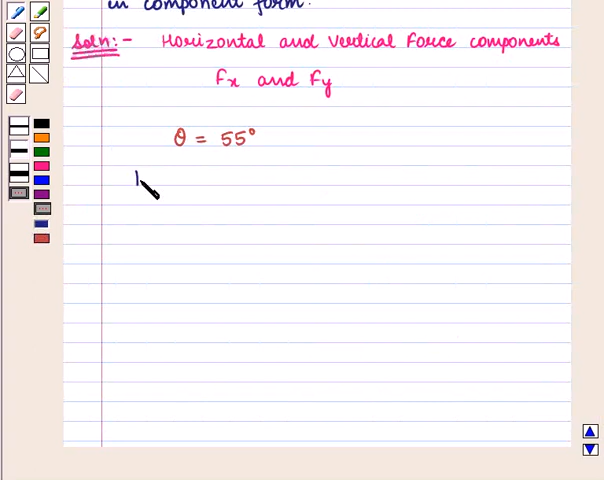 in component form.
Soln:- Horizontal and Vertical Force components
Fx and Fy
θ = 55°